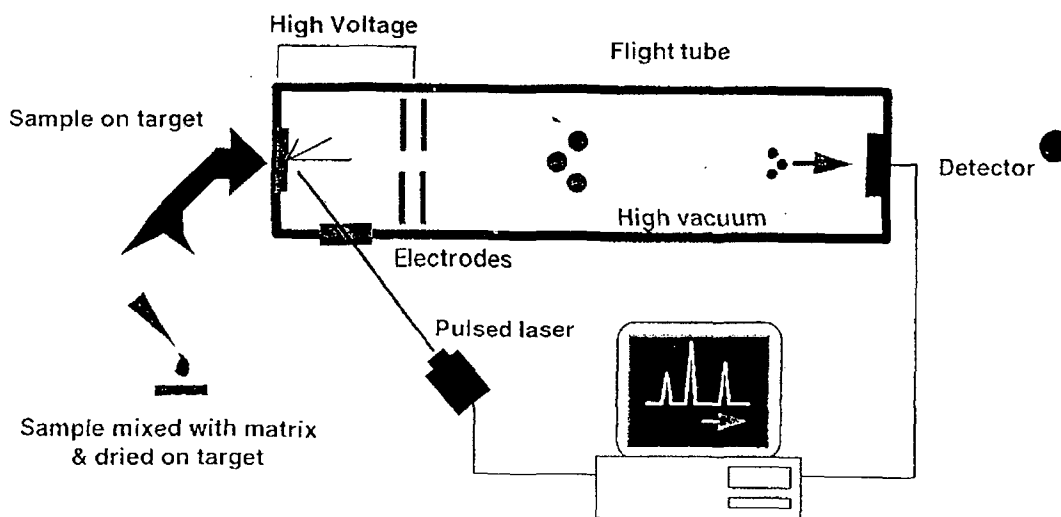 High Voltage
Flight tube
Sample on target
Detector
High vacuum
Electrodes
Pulsed laser
Sample mixed with matrix
& dried on target